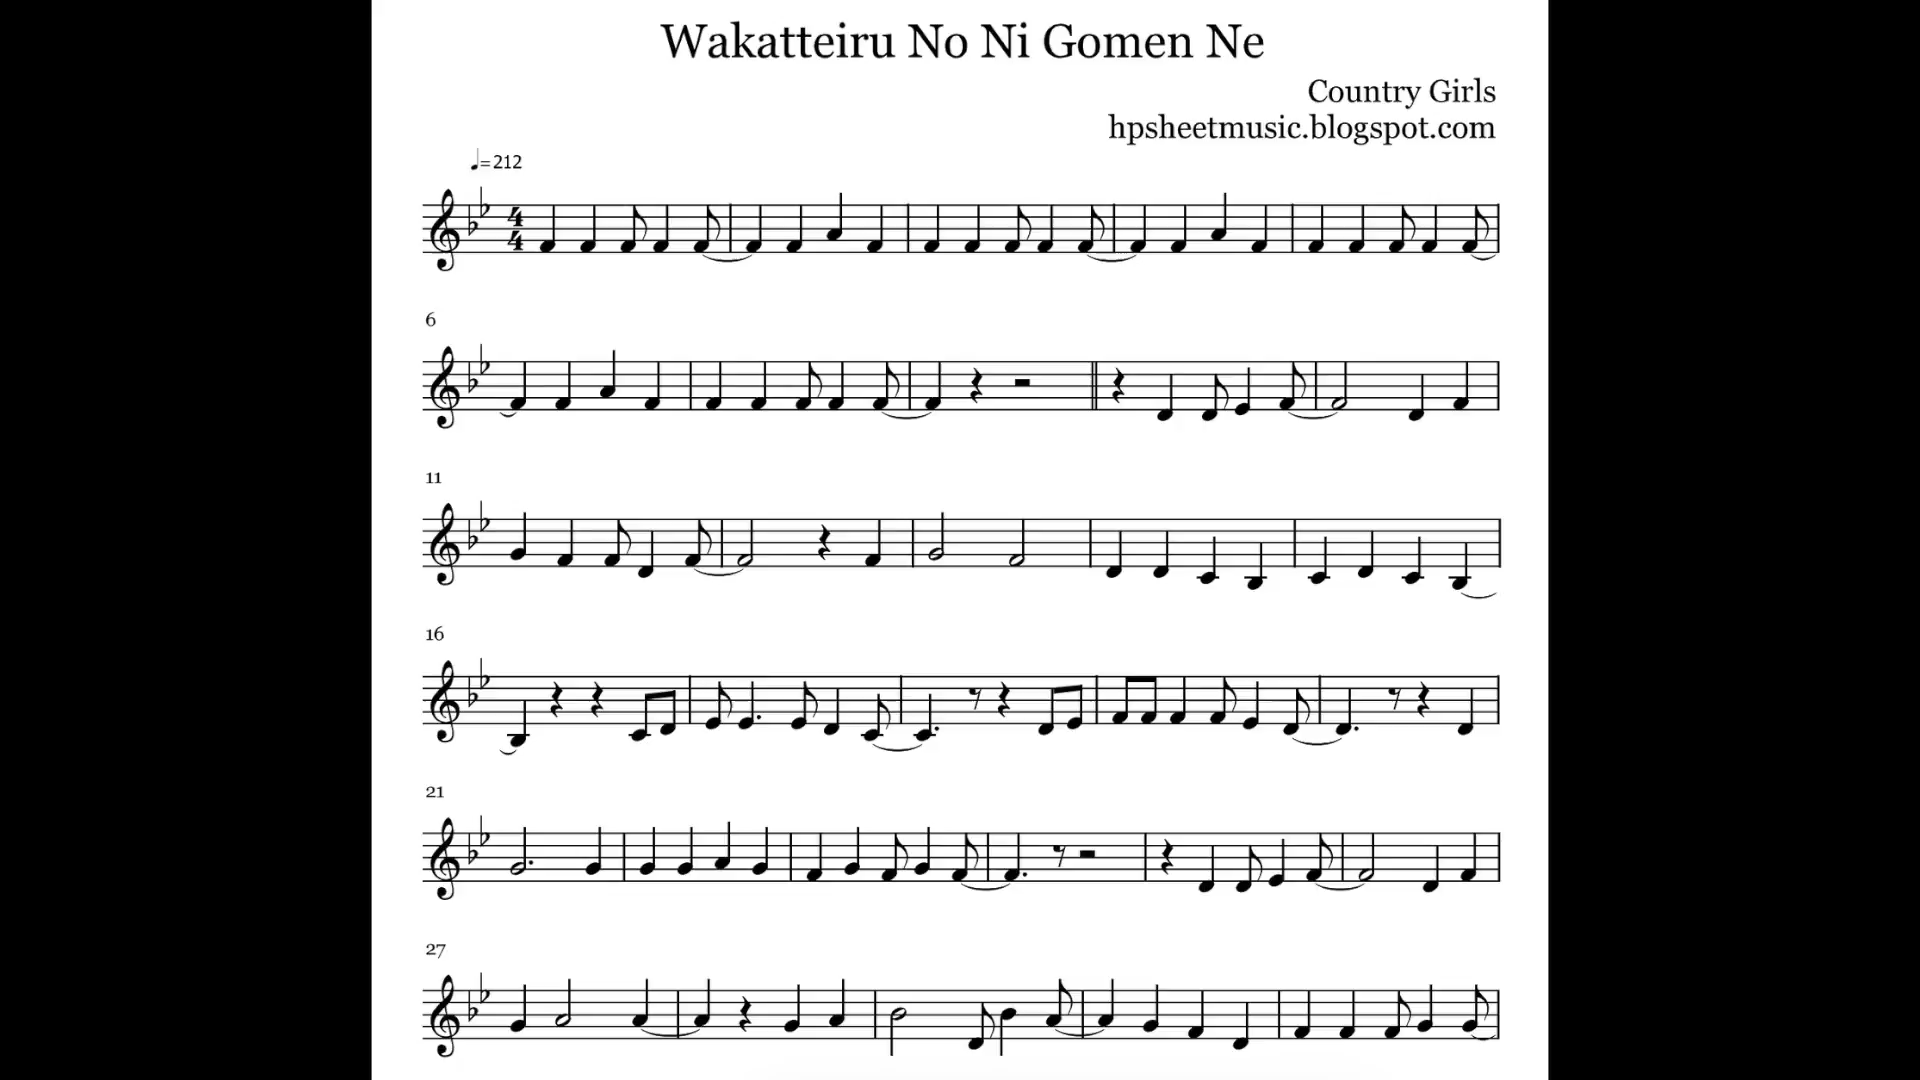 Wakatteiru No Ni Gomen Ne
Country Girls
hpsheetmusic.blogspot.com
♩=212
4
4
6
11
16
21
27